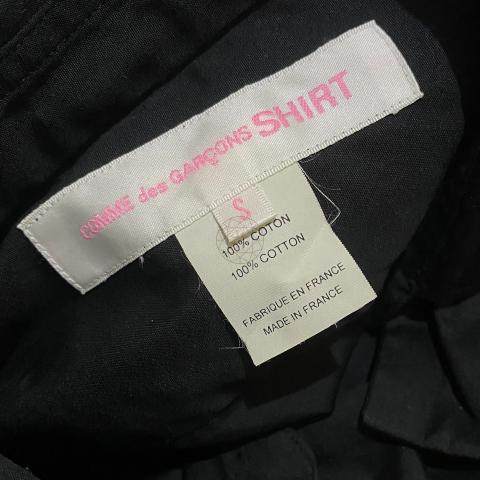 COMME des GARÇONS SHIRT
S
100% COTON
100% COTTON
FABRIQUE EN FRANCE
MADE IN FRANCE